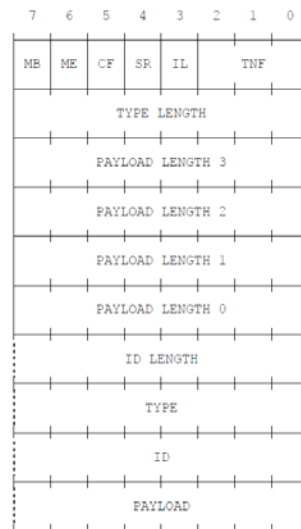 7 6 5 4 3 2 1 0
MB ME CF SR IL TNF
TYPE LENGTH
PAYLOAD LENGTH 3
PAYLOAD LENGTH 2
PAYLOAD LENGTH 1
PAYLOAD LENGTH 0
ID LENGTH
TYPE
ID
PAYLOAD